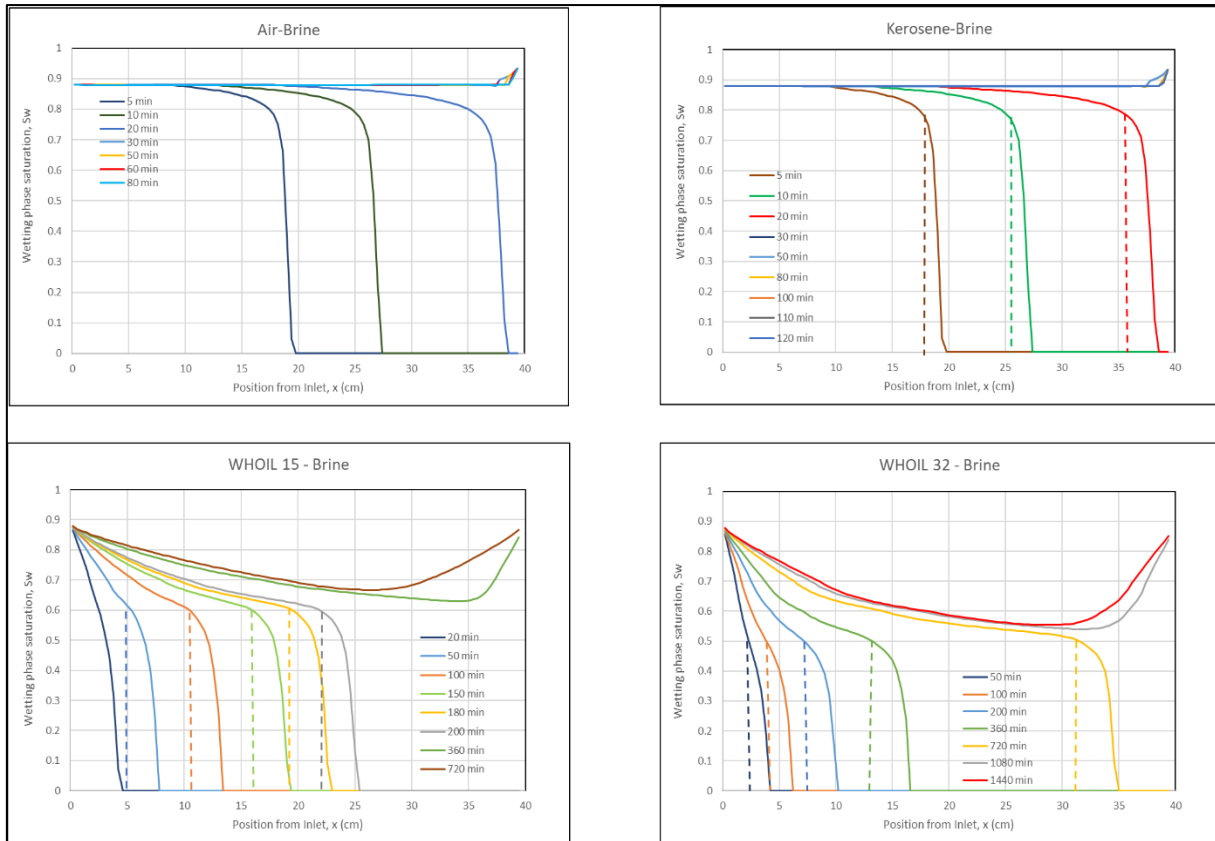 Air-Brine
Wetting phase saturation, Sw
1
0.9
0.8
0.7
0.6
0.5
0.4
0.3
0.2
0.1
0
5 min
10 min
20 min
30 min
50 min
60 min
80 min
0 5 10 15 20 25 30 35 40
Position from Inlet, x (cm)
Kerosene-Brine
Wetting phase saturation, Sw
1
0.9
0.8
0.7
0.6
0.5
0.4
0.3
0.2
0.1
0
5 min
10 min
20 min
30 min
50 min
80 min
100 min
110 min
120 min
0 5 10 15 20 25 30 35 40
Position from Inlet, x (cm)
WHOIL 15 - Brine
Wetting phase saturation, Sw
1
0.9
0.8
0.7
0.6
0.5
0.4
0.3
0.2
0.1
0
20 min
50 min
100 min
150 min
180 min
200 min
360 min
720 min
0 5 10 15 20 25 30 35 40
Position from Inlet, x (cm)
WHOIL 32 - Brine
Wetting phase saturation, Sw
1
0.9
0.8
0.7
0.6
0.5
0.4
0.3
0.2
0.1
0
50 min
100 min
200 min
360 min
720 min
1080 min
1440 min
0 5 10 15 20 25 30 35 40
Position from Inlet, x (cm)